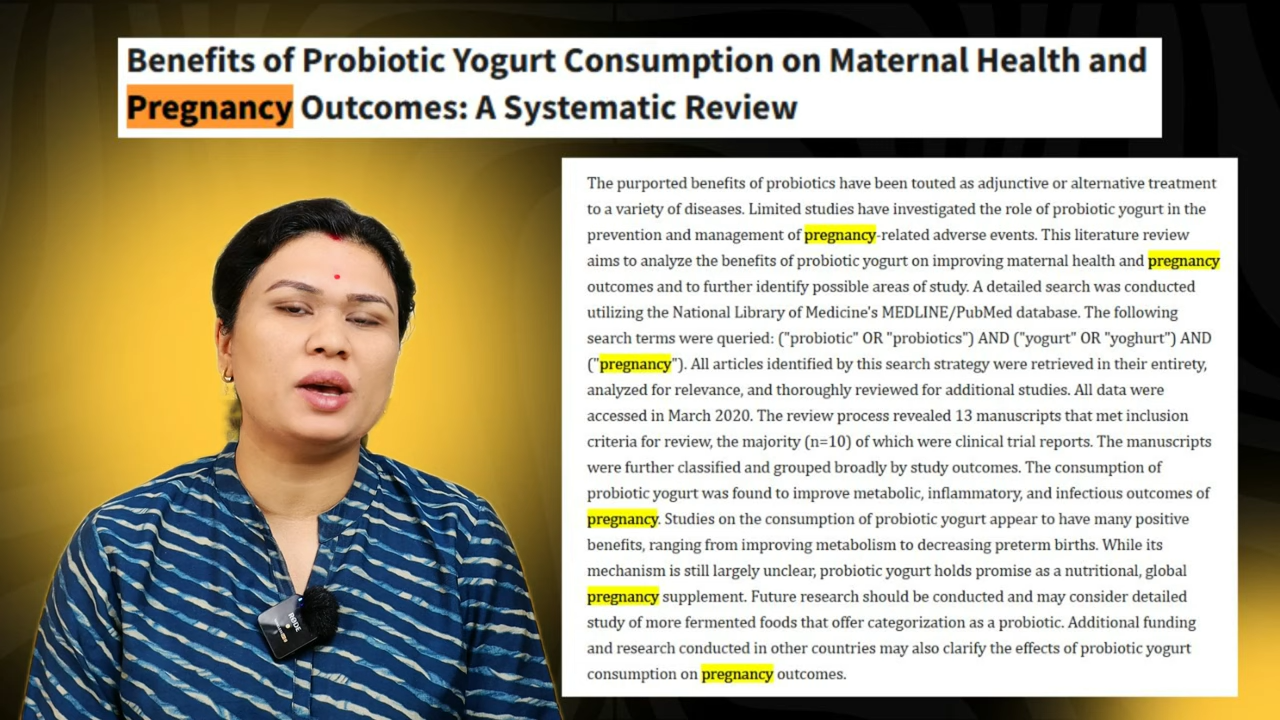 Benefits of Probiotic Yogurt Consumption on Maternal Health and
Pregnancy Outcomes: A Systematic Review
The purported benefits of probiotics have been touted as adjunctive or alternative treatment
to a variety of diseases. Limited studies have investigated the role of probiotic yogurt in the
prevention and management of pregnancy-related adverse events. This literature review
aims to analyze the benefits of probiotic yogurt on improving maternal health and pregnancy
outcomes and to further identify possible areas of study. A detailed search was conducted
utilizing the National Library of Medicine's MEDLINE/PubMed database. The following
search terms were queried: ("probiotic" OR "probiotics") AND ("yogurt" OR "yoghurt") AND
("pregnancy"). All articles identified by this search strategy were retrieved in their entirety,
analyzed for relevance, and thoroughly reviewed for additional studies. All data were
accessed in March 2020. The review process revealed 13 manuscripts that met inclusion
criteria for review, the majority (n=10) of which were clinical trial reports. The manuscripts
were further classified and grouped broadly by study outcomes. The consumption of
probiotic yogurt was found to improve metabolic, inflammatory, and infectious outcomes of
pregnancy. Studies on the consumption of probiotic yogurt appear to have many positive
benefits, ranging from improving metabolism to decreasing preterm births. While its
mechanism is still largely unclear, probiotic yogurt holds promise as a nutritional, global
pregnancy supplement. Future research should be conducted and may consider detailed
study of more fermented foods that offer categorization as a probiotic. Additional funding
and research conducted in other countries may also clarify the effects of probiotic yogurt
consumption on pregnancy outcomes.
RØDE